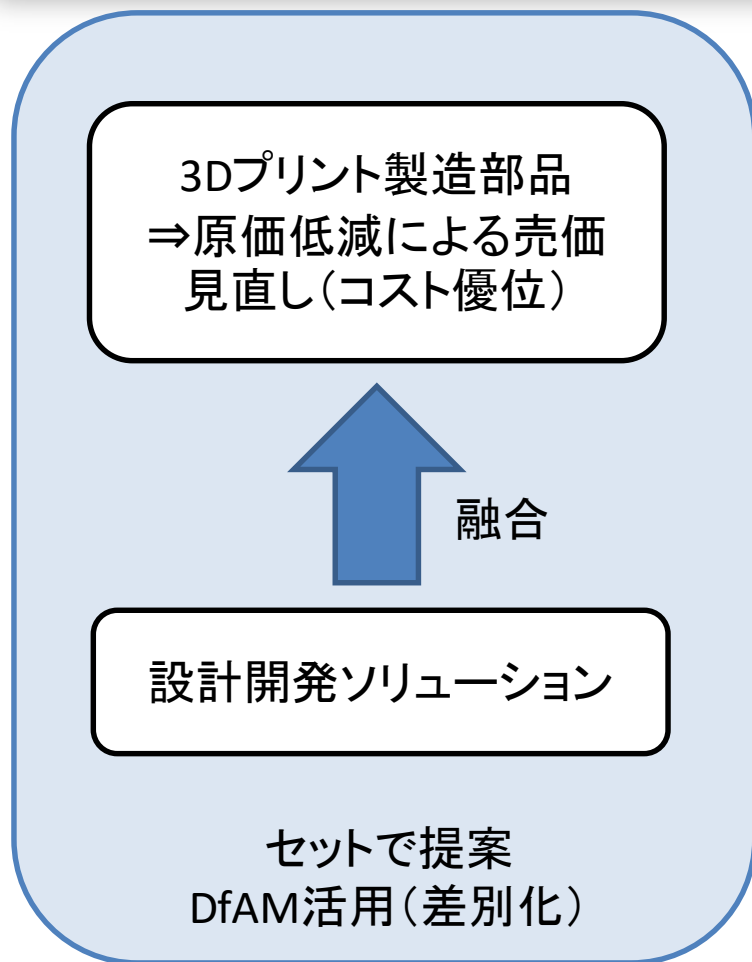 3Dプリント製造部品
⇒原価低減による売価
見直し（コスト優位）
融合
設計開発ソリューション
セットで提案
DfAM活用（差別化）